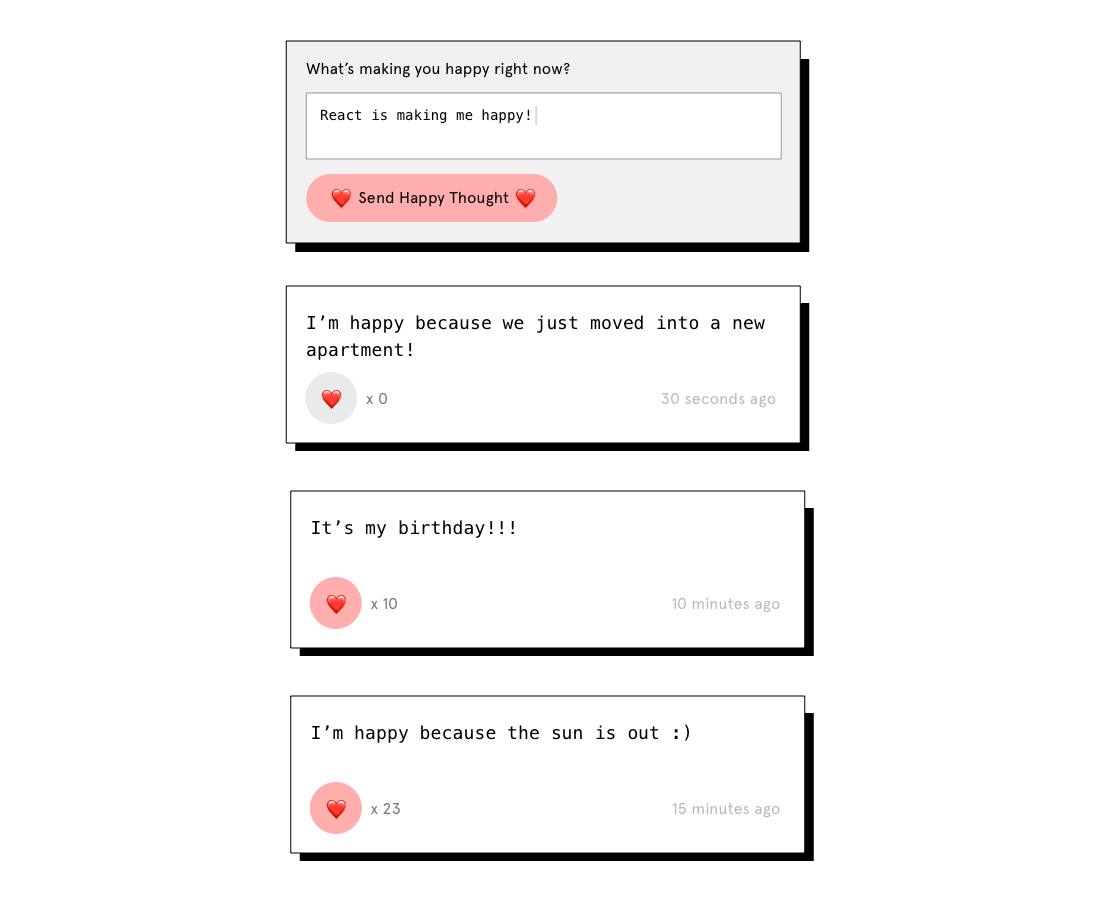 What’s making you happy right now?
React is making me happy!
❤️ Send Happy Thought ❤️
I’m happy because we just moved into a new
apartment!
❤️ x 0
30 seconds ago
It’s my birthday!!!
❤️ x 10
10 minutes ago
I’m happy because the sun is out :)
❤️ x 23
15 minutes ago